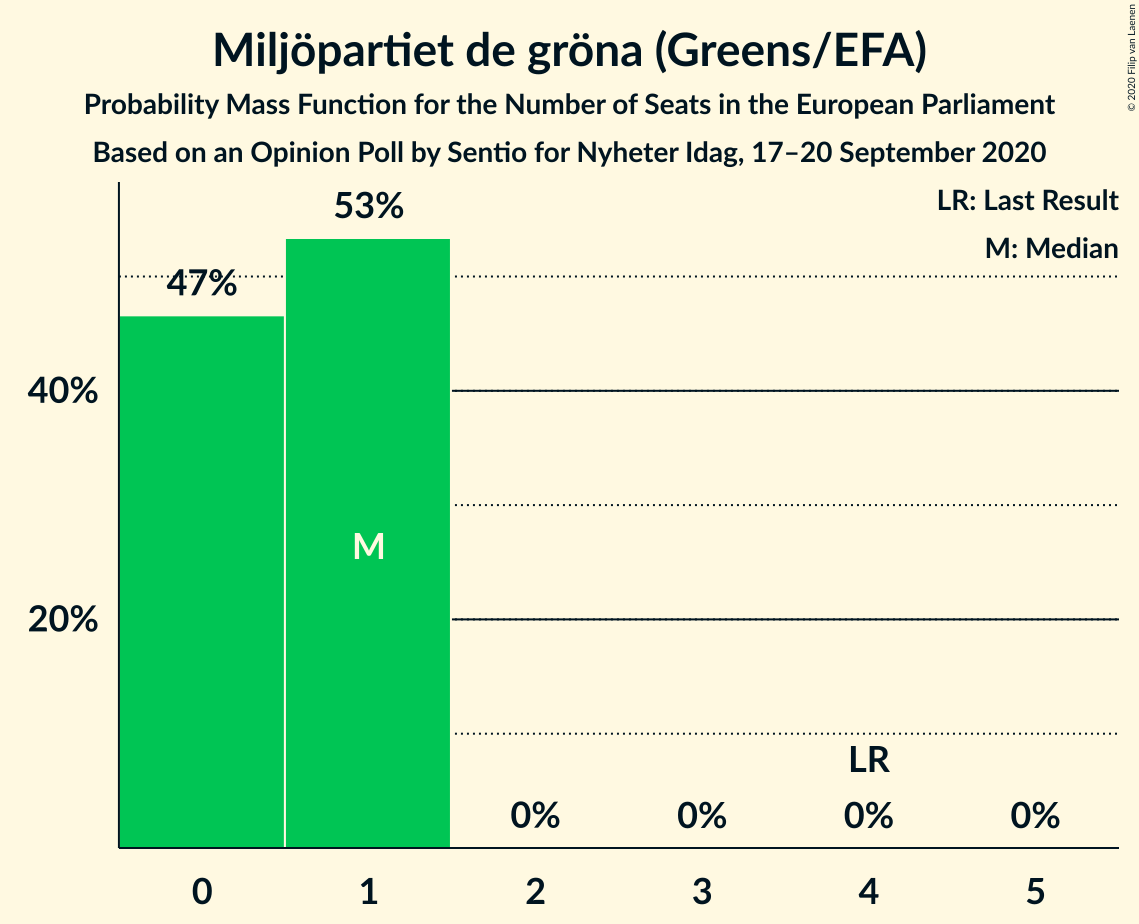 Miljöpartiet de gröna (Greens/EFA)
Probability Mass Function for the Number of Seats in the European Parliament
Based on an Opinion Poll by Sentio for Nyheter Idag, 17–20 September 2020
© 2020 Filip van Laenen
LR: Last Result
M: Median
53%
47%
40%
M
20%
LR
0% 0% 0% 0%
0 1 2 3 4 5